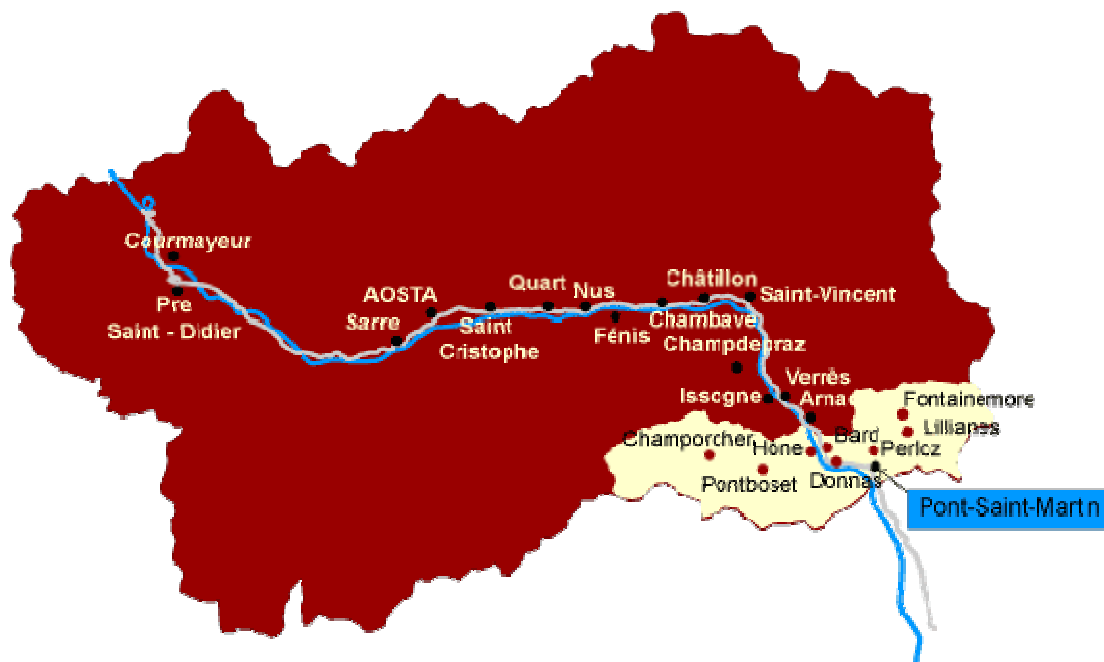 Courmayeur
Pre
Saint - Didier
AOSTA
Sarre
Saint
Cristophe
Quart
Nus
Fénis
Châtillon
Chambave
Saint-Vincent
Champdepraz
Issogne
Verrès
Arnad
Fontainemore
Lillianes
Perloz
Bard
Hône
Donnas
Champorcher
Pontboset
Pont-Saint-Martin